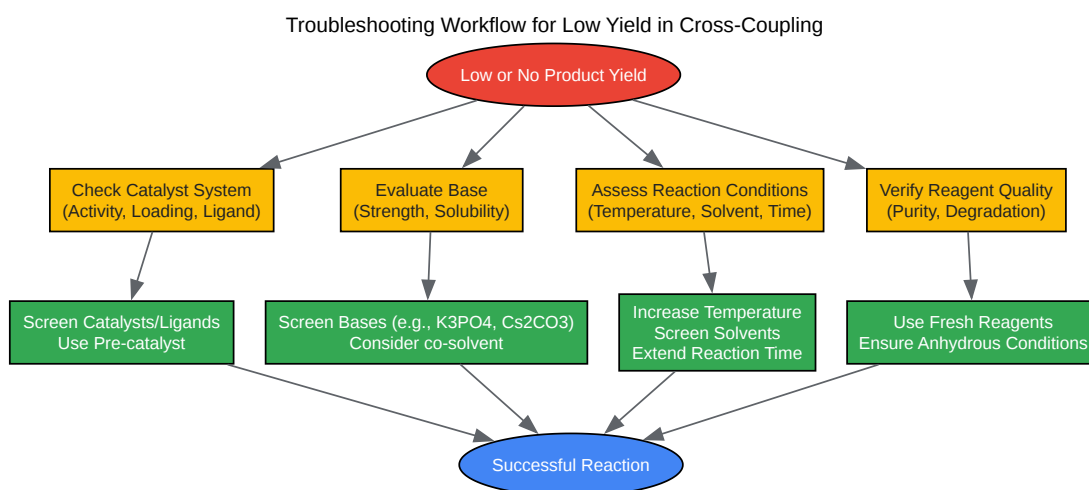 Troubleshooting Workflow for Low Yield in Cross-Coupling
Low or No Product Yield
Check Catalyst System
(Activity, Loading, Ligand)
Evaluate Base
(Strength, Solubility)
Assess Reaction Conditions
(Temperature, Solvent, Time)
Verify Reagent Quality
(Purity, Degradation)
Screen Catalysts/Ligands
Use Pre-catalyst
Screen Bases (e.g., K3PO4, Cs2CO3)
Consider co-solvent
Increase Temperature
Screen Solvents
Extend Reaction Time
Use Fresh Reagents
Ensure Anhydrous Conditions
Successful Reaction